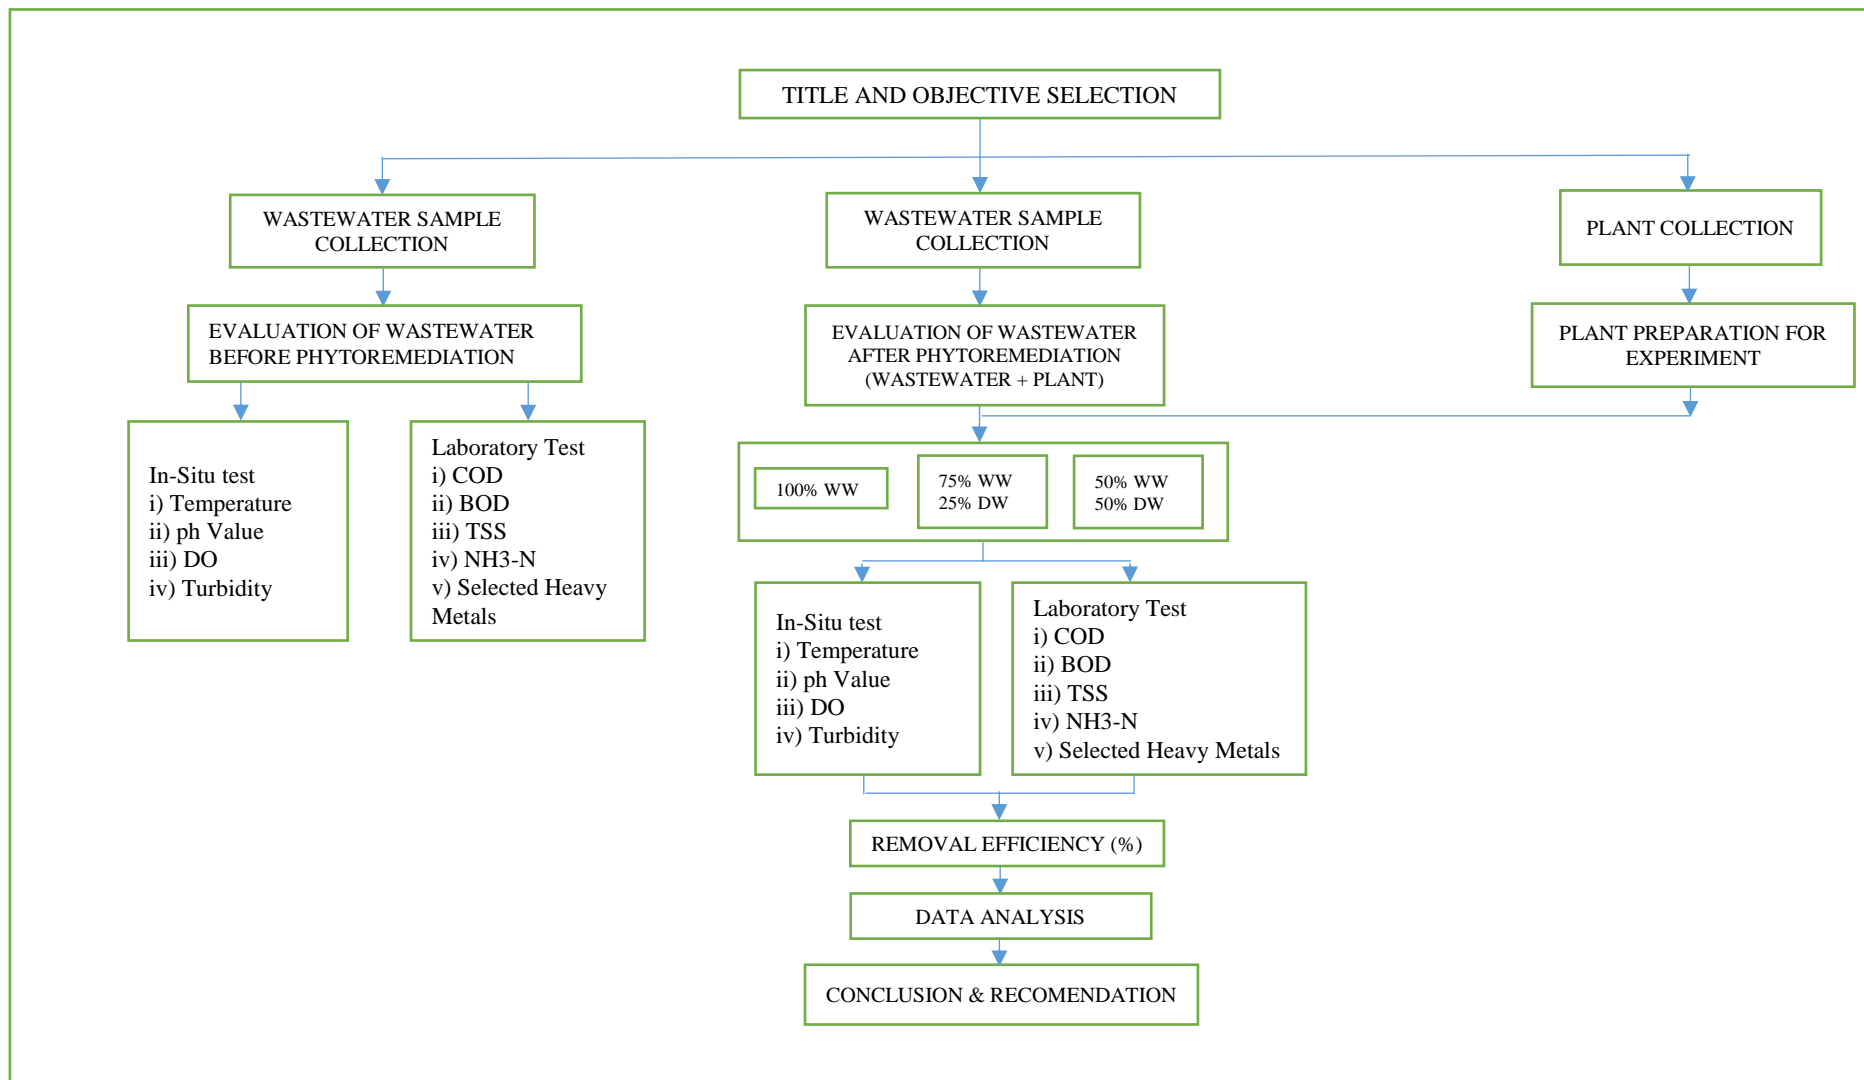 TITLE AND OBJECTIVE SELECTION
WASTEWATER SAMPLE
COLLECTION
WASTEWATER SAMPLE
COLLECTION
PLANT COLLECTION
EVALUATION OF WASTEWATER
BEFORE PHYTOREMEDIATION
EVALUATION OF WASTEWATER
AFTER PHYTOREMEDIATION
(WASTEWATER + PLANT)
PLANT PREPARATION FOR
EXPERIMENT
In-Situ test
i) Temperature
ii) ph Value
iii) DO
iv) Turbidity
Laboratory Test
i) COD
ii) BOD
iii) TSS
iv) NH3-N
v) Selected Heavy
Metals
100% WW
75% WW
25% DW
50% WW
50% DW
In-Situ test
i) Temperature
ii) ph Value
iii) DO
iv) Turbidity
Laboratory Test
i) COD
ii) BOD
iii) TSS
iv) NH3-N
v) Selected Heavy Metals
REMOVAL EFFICIENCY (%)
DATA ANALYSIS
CONCLUSION & RECOMENDATION